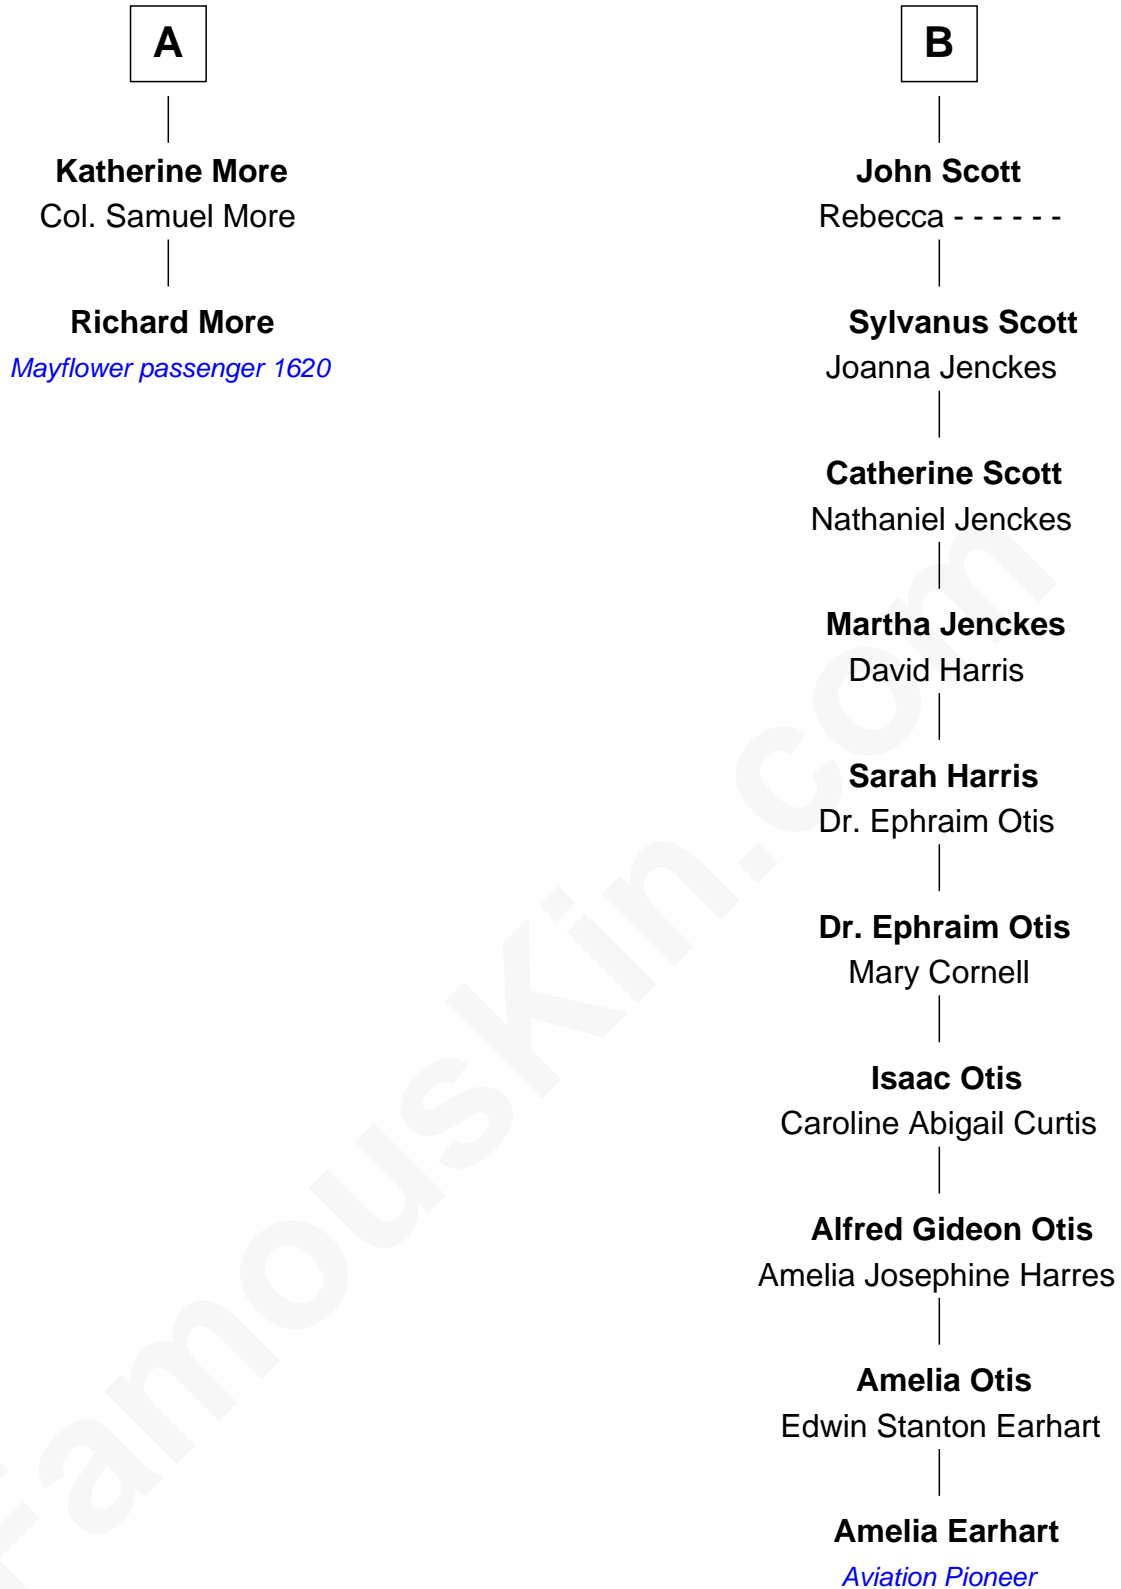 A
Katherine More
Col. Samuel More
Richard More
Mayflower passenger 1620
B
John Scott
Rebecca - - - - - -
Sylvanus Scott
Joanna Jenckes
Catherine Scott
Nathaniel Jenckes
Martha Jenckes
David Harris
Sarah Harris
Dr. Ephraim Otis
Dr. Ephraim Otis
Mary Cornell
Isaac Otis
Caroline Abigail Curtis
Alfred Gideon Otis
Amelia Josephine Harres
Amelia Otis
Edwin Stanton Earhart
Amelia Earhart
Aviation Pioneer
FamousKin.com